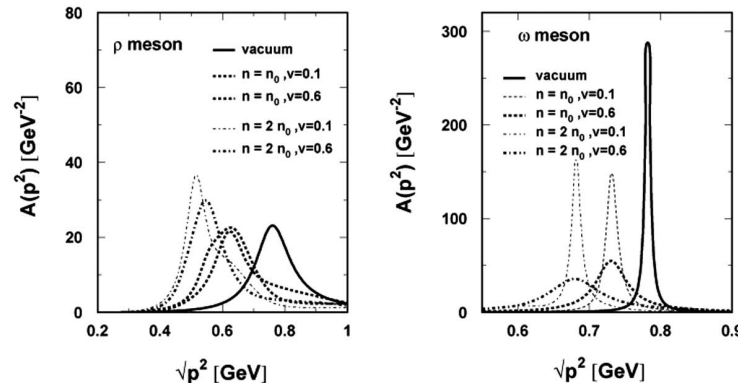 ρ meson
vacuum
n = n₀ ,v=0.1
n = n₀ ,v=0.6
n = 2 n₀ ,v=0.1
n = 2 n₀ ,v=0.6
A(p²) [GeV⁻²]
80
60
40
20
0
0.2 0.4 0.6 0.8 1
√p² [GeV]
ω meson
vacuum
n = n₀ ,v=0.1
n = n₀ ,v=0.6
n = 2 n₀ ,v=0.1
n = 2 n₀ ,v=0.6
A(p²) [GeV⁻²]
300
200
100
0
0.6 0.7 0.8 0.9
√p² [GeV]